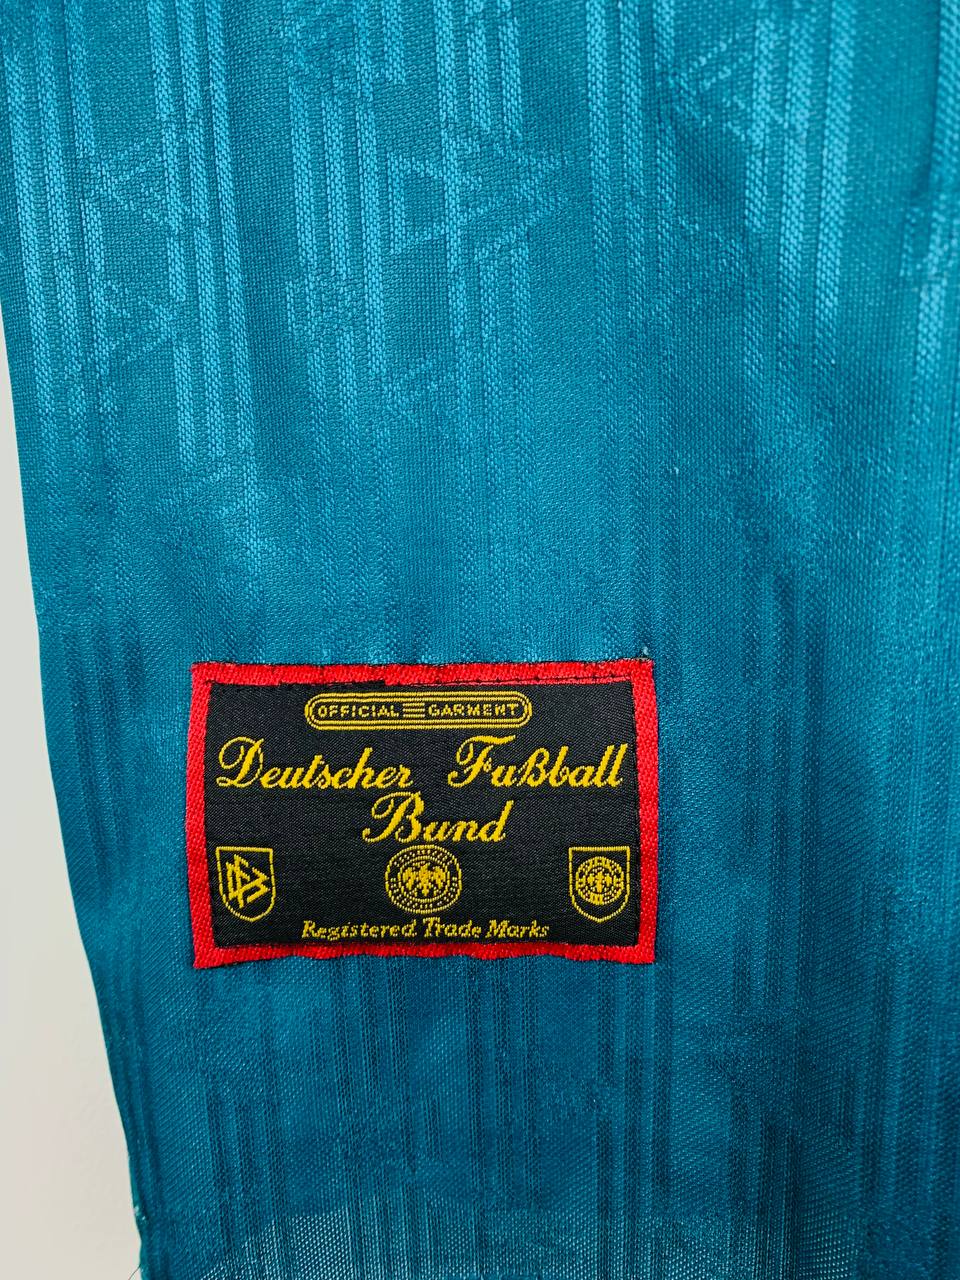 OFFICIAL GARMENT
Deutscher Fußball
Bund
Registered Trade Marks